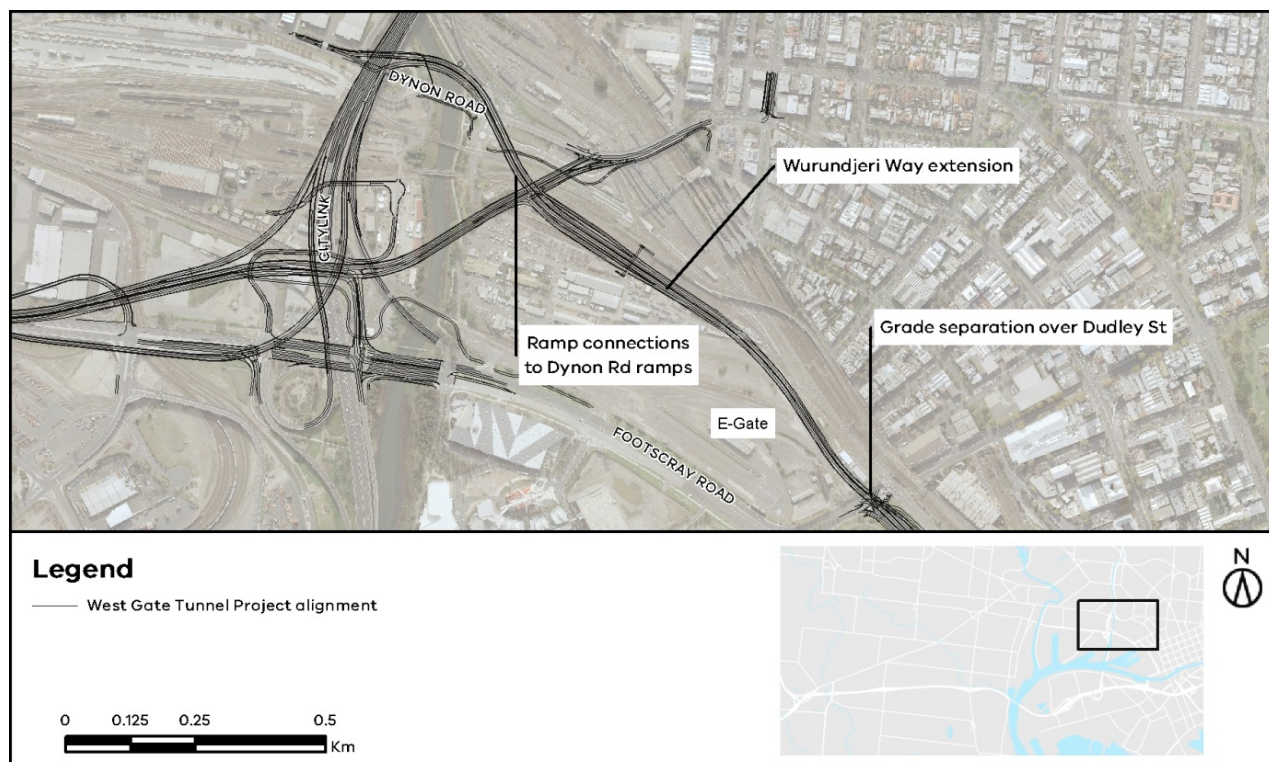 DYNON ROAD
Wurundjeri Way extension
CITYLINK
Grade separation over Dudley St
Ramp connections
to Dynon Rd ramps
E-Gate
FOOTSCRAY ROAD
Legend
West Gate Tunnel Project alignment
N
0 0.125 0.25 0.5
Km